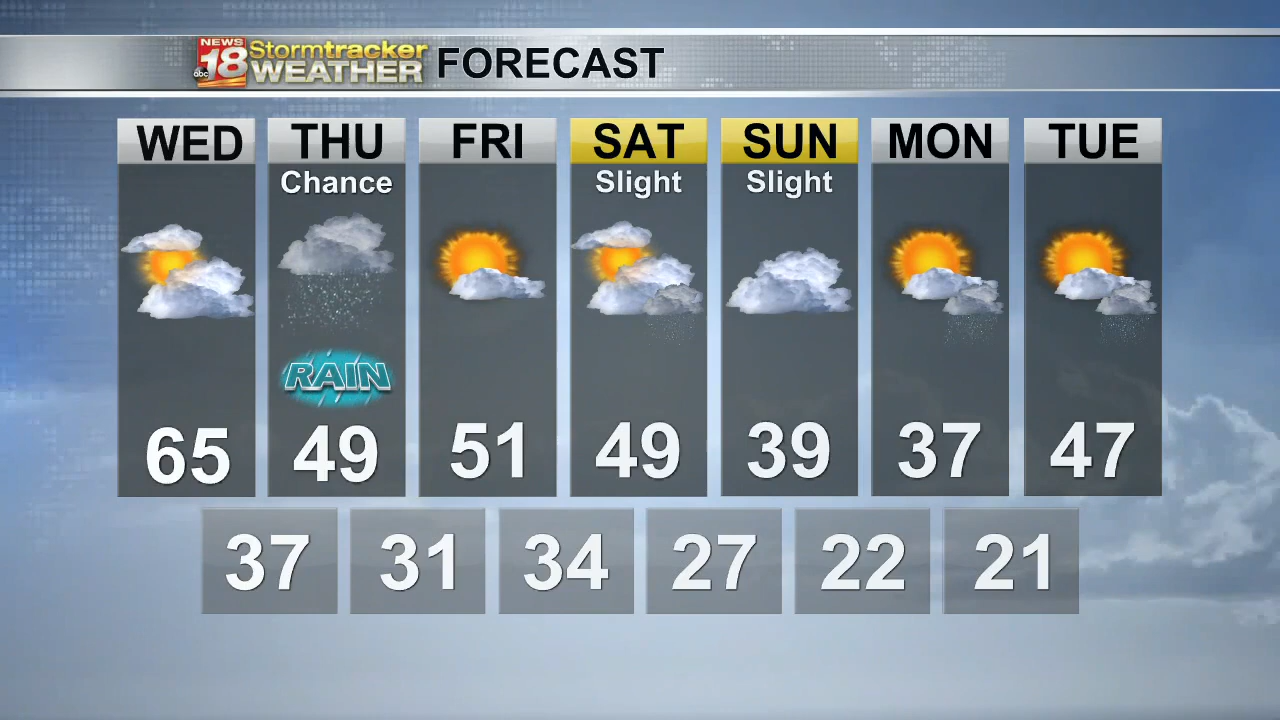 NEWS
abc 18
Stormtracker
WEATHER
FORECAST
WED THU FRI SAT SUN MON TUE
Chance Slight Slight
RAIN
65 49 51 49 39 37 47
37 31 34 27 22 21